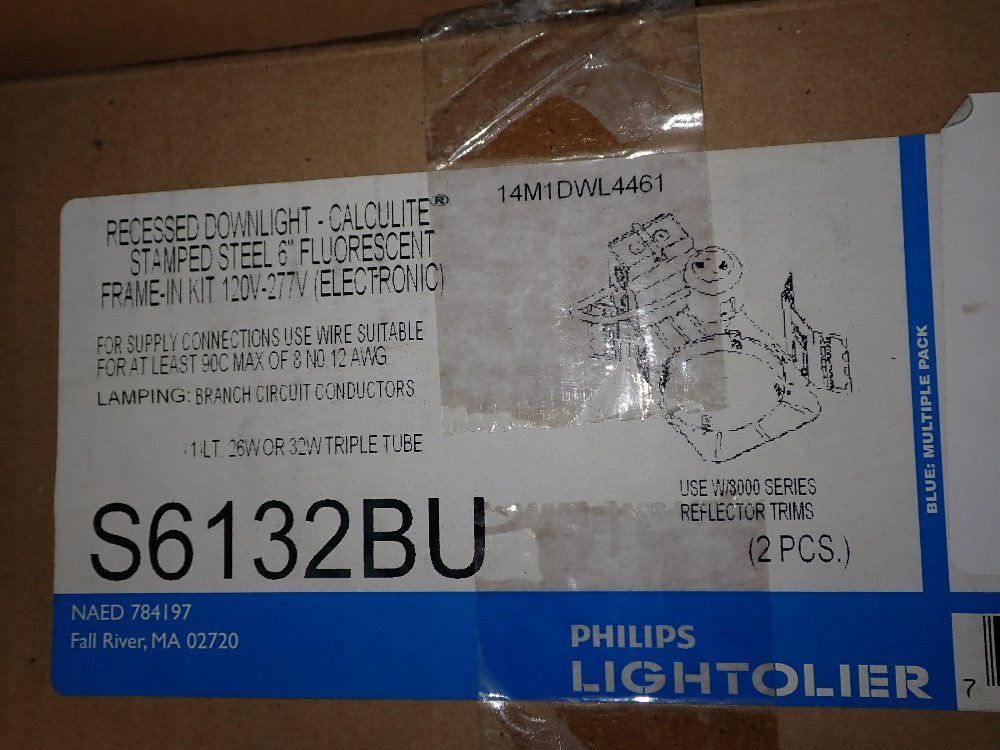 14M1DWL4461
RECESSED DOWNLIGHT - CALCULITE®
STAMPED STEEL 6" FLUORESCENT
FRAME-IN KIT 120V-277V (ELECTRONIC)
FOR SUPPLY CONNECTIONS USE WIRE SUITABLE
FOR AT LEAST 90C MAX OF 8 NO. 12 AWG
LAMPING: BRANCH CIRCUIT CONDUCTORS
(1)LT. 26W OR 32W TRIPLE TUBE
USE W/8000 SERIES
REFLECTOR TRIMS
(2 PCS.)
S6132BU
BLUE: MULTIPLE PACK
NAED 784197
Fall River, MA 02720
PHILIPS
LIGHTOLIER
7